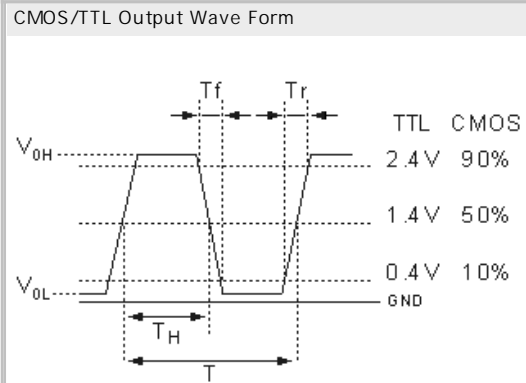 CMOS/TTL Output Wave Form
Tf Tr
TTL CMOS
V0H 2.4V 90%
1.4V 50%
0.4V 10%
V0L GND
TH
T